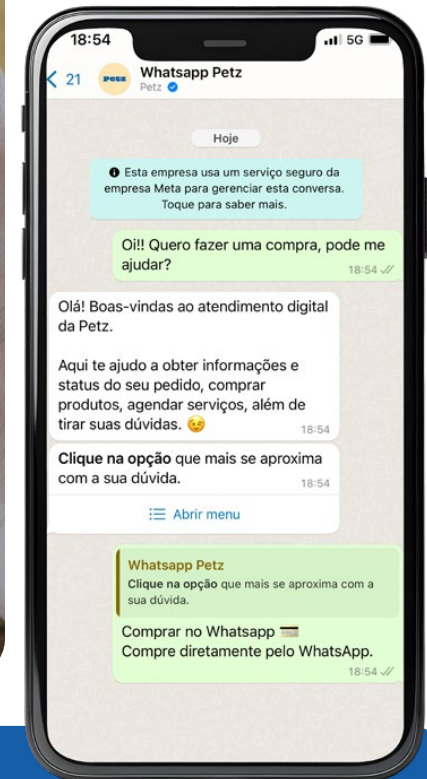 18:54
5G
21
Petz
Whatsapp Petz
Petz
Hoje
Esta empresa usa um serviço seguro da
empresa Meta para gerenciar esta conversa.
Toque para saber mais.
Oi!! Quero fazer uma compra, pode me
ajudar?
18:54
Olá! Boas-vindas ao atendimento digital
da Petz.
Aqui te ajudo a obter informações e
status do seu pedido, comprar
produtos, agendar serviços, além de
tirar suas dúvidas. 😉
18:54
Clique na opção que mais se aproxima
com a sua dúvida.
18:54
Abrir menu
Whatsapp Petz
Clique na opção que mais se aproxima com a
sua dúvida.
Comprar no Whatsapp 💳
Compre diretamente pelo WhatsApp.
18:54